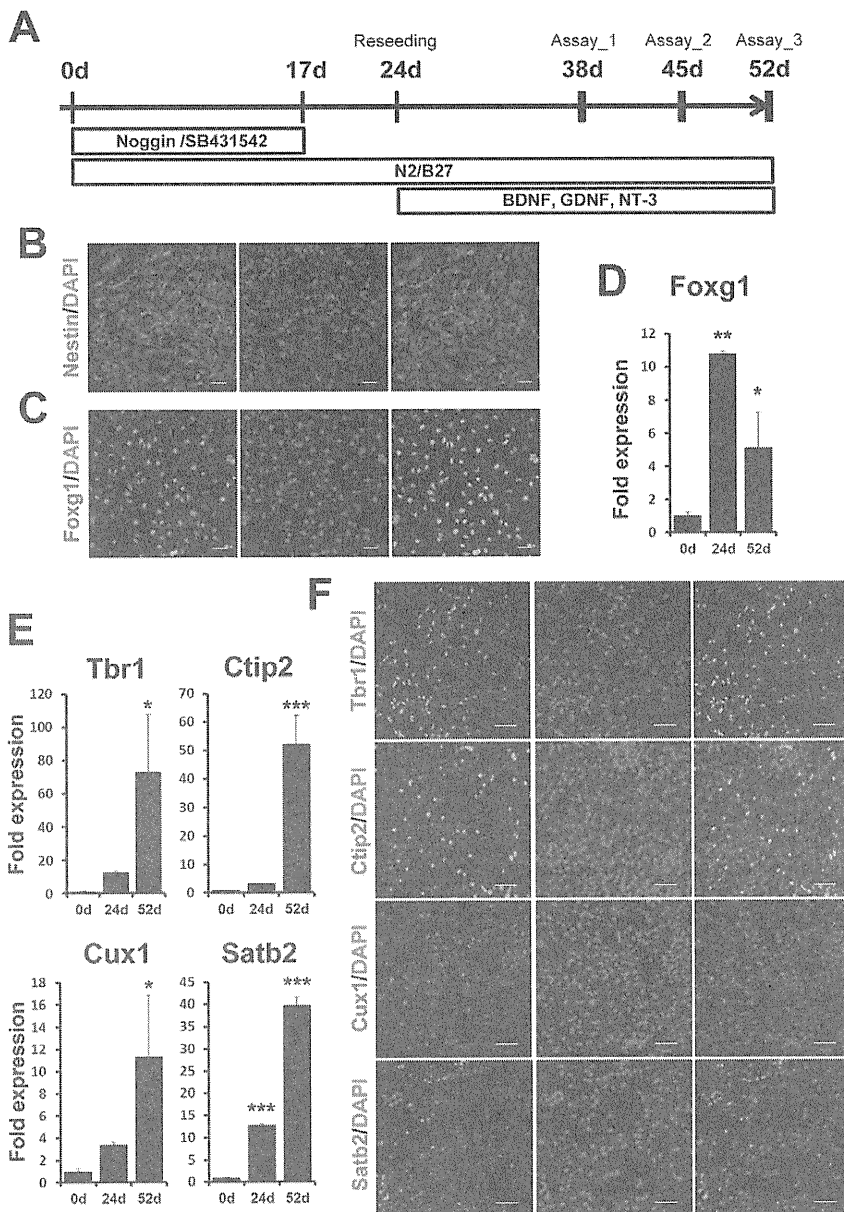 A
Reseeding Assay_1 Assay_2 Assay_3
0d 17d 24d 38d 45d 52d
Noggin /SB431542
N2/B27
BDNF, GDNF, NT-3
B
Nestin/DAPI
C
Foxg1/DAPI
D
Foxg1
Fold expression
12
10
8
6
4
2
0
**
*
0d 24d 52d
E
Tbr1
Fold expression
120
100
80
60
40
20
0
*
0d 24d 52d
Ctip2
70
60
50
40
30
20
10
0
***
0d 24d 52d
Cux1
Fold expression
18
16
14
12
10
8
6
4
2
0
*
0d 24d 52d
Satb2
45
40
35
30
25
20
15
10
5
0
***
***
0d 24d 52d
F
Tbr1/DAPI
Ctip2/DAPI
Cux1/DAPI
Satb2/DAPI